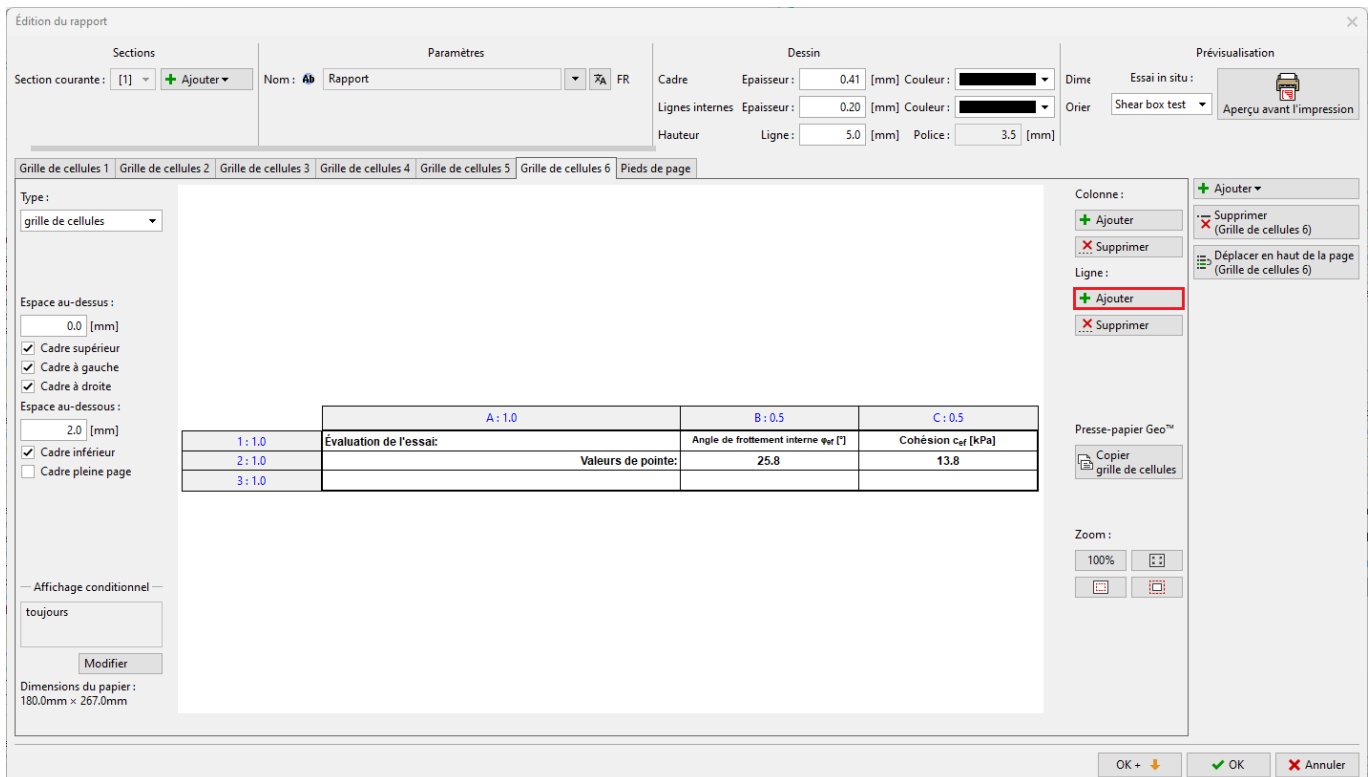 Édition du rapport
Sections
Section courante : [1] Ajouter
Paramètres
Nom : Ab Rapport FR
Dessin
Cadre Epaisseur : 0.41 [mm] Couleur :
Lignes internes Epaisseur : 0.20 [mm] Couleur :
Hauteur Ligne : 5.0 [mm] Police : 3.5 [mm]
Prévisualisation
Dime
Orier
Essai in situ :
Shear box test
Aperçu avant l'impression
Grille de cellules 1 Grille de cellules 2 Grille de cellules 3 Grille de cellules 4 Grille de cellules 5 Grille de cellules 6 Pieds de page
Type :
grille de cellules
Espace au-dessus :
0.0 [mm]
Cadre supérieur
Cadre à gauche
Cadre à droite
Espace au-dessous :
2.0 [mm]
Cadre inférieur
Cadre pleine page
Affichage conditionnel
toujours
Modifier
Dimensions du papier :
180.0mm × 267.0mm
A : 1.0 B : 0.5 C : 0.5
1 : 1.0 Évaluation de l'essai: Angle de frottement interne φef [°] Cohésion cef [kPa]
2 : 1.0 Valeurs de pointe: 25.8 13.8
3 : 1.0
Colonne :
Ajouter
Supprimer
Ligne :
Ajouter
Supprimer
Presse-papier Geo™
Copier
grille de cellules
Zoom :
100%
Ajouter
Supprimer
(Grille de cellules 6)
Déplacer en haut de la page
(Grille de cellules 6)
OK + OK Annuler